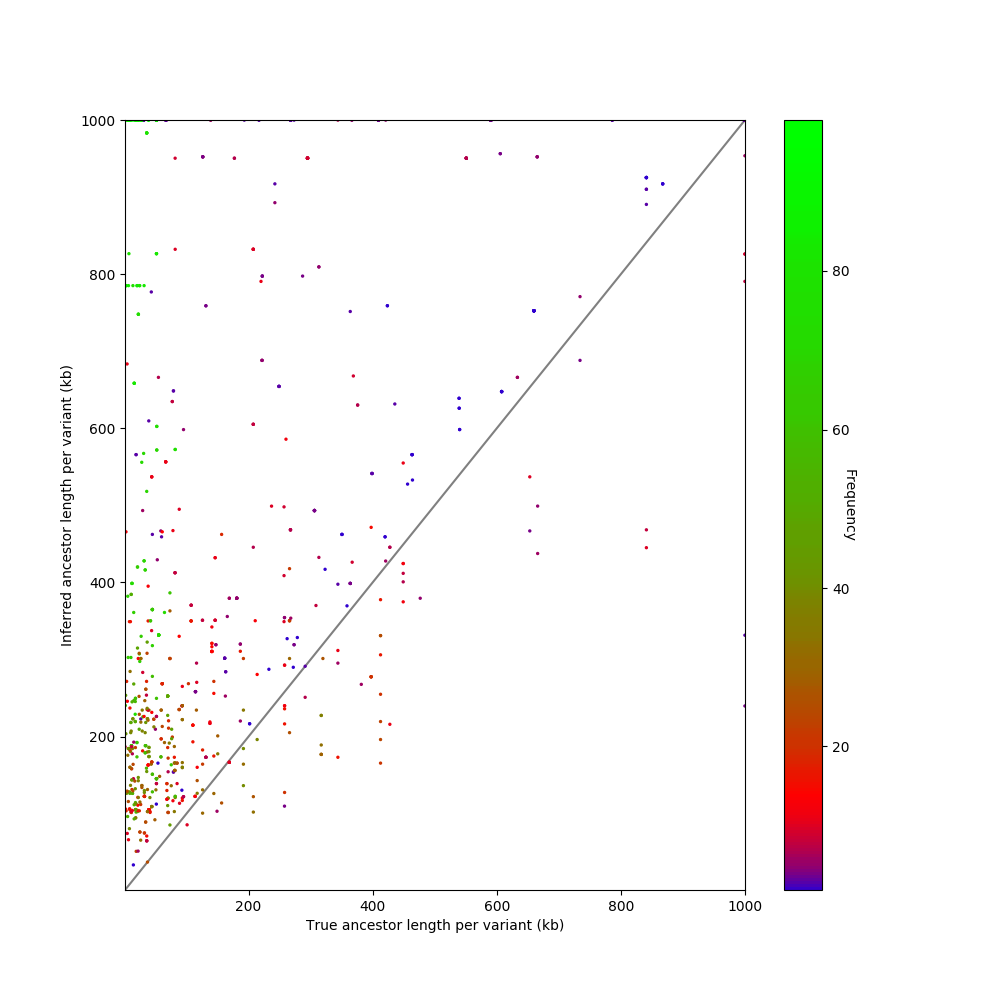 1000
800
600
400
200
Inferred ancestor length per variant (kb)
200 400 600 800 1000
True ancestor length per variant (kb)
80
60
40
20
Frequency